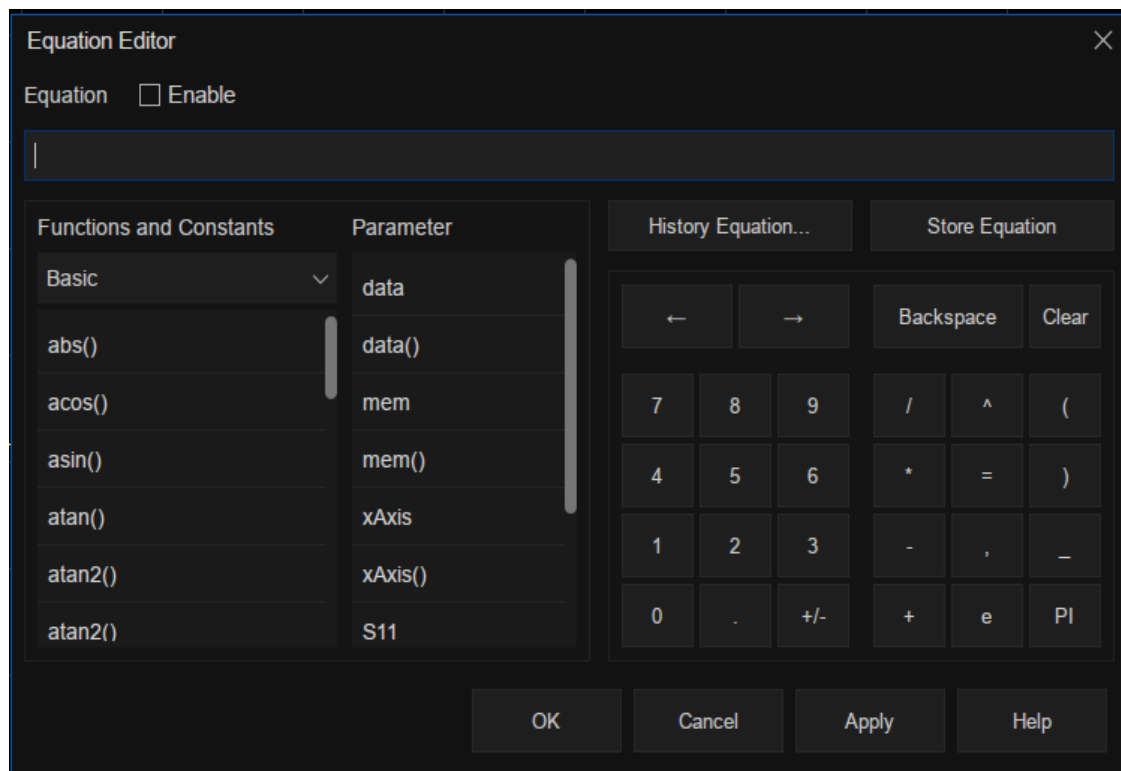 Equation Editor
Equation Enable
Functions and Constants
Basic
abs()
acos()
asin()
atan()
atan2()
atan2()
Parameter
data
data()
mem
mem()
xAxis
xAxis()
S11
History Equation... Store Equation
← → Backspace Clear
7 8 9 / ^ (
4 5 6 * = )
1 2 3 - , _
0 . +/- + e PI
OK Cancel Apply Help